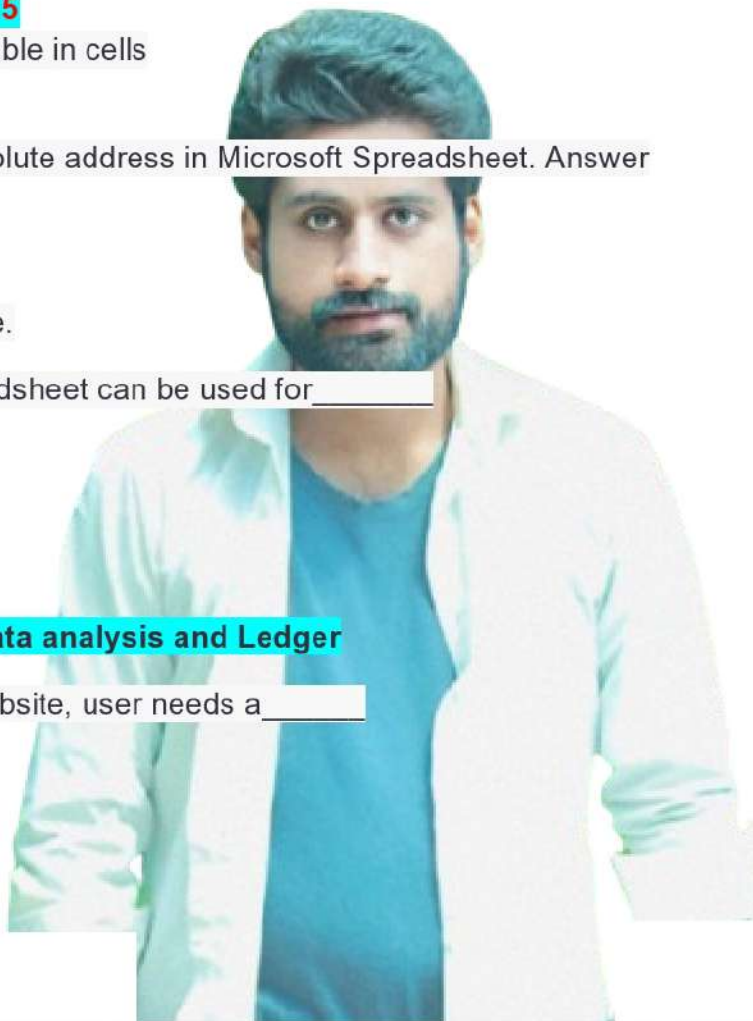 5
ble in cells
olute address in Microsoft Spreadsheet. Answer
e.
dsheet can be used for_______
ata analysis and Ledger
bsite, user needs a______